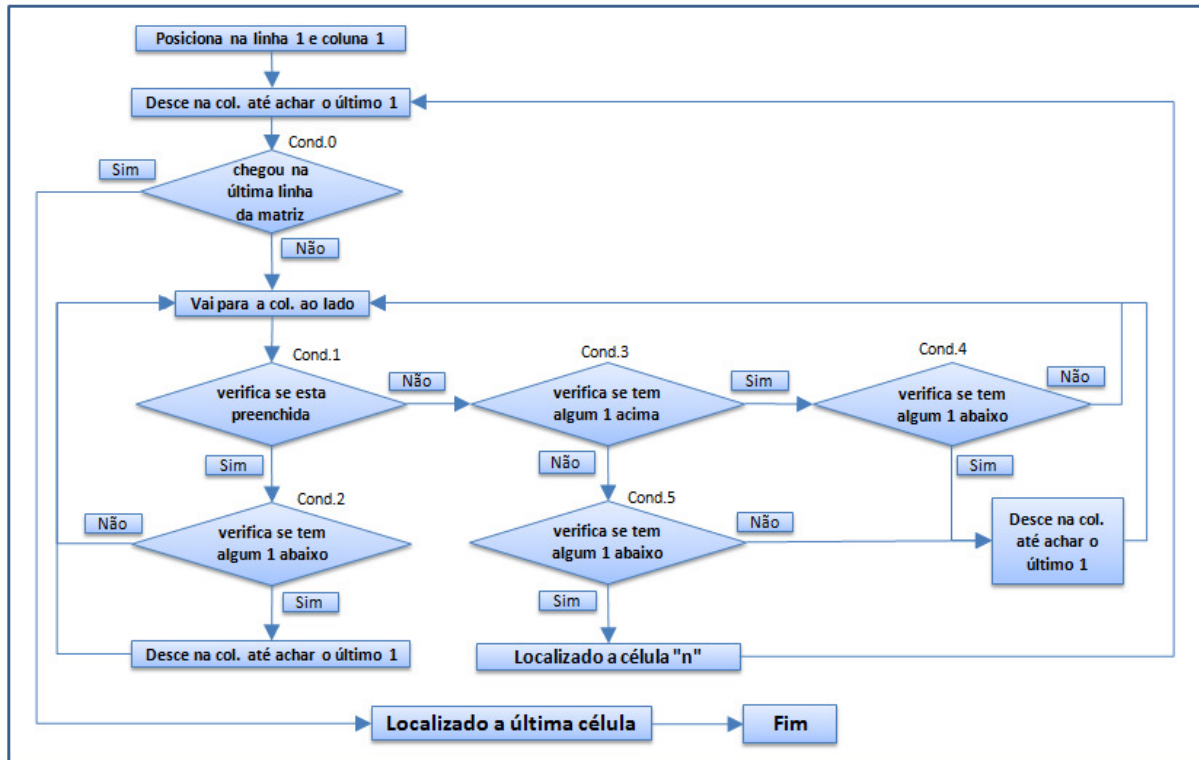 Posiciona na linha 1 e coluna 1
Desce na col. até achar o último 1
Cond.0
Sim
chegou na
última linha
da matriz
Não
Vai para a col. ao lado
Cond.1
verifica se esta
preenchida
Não
Cond.3
verifica se tem
algum 1 acima
Sim
Cond.4
verifica se tem
algum 1 abaixo
Não
Sim
Não
Sim
Cond.2
Não
verifica se tem
algum 1 abaixo
Cond.5
verifica se tem
algum 1 abaixo
Não
Desce na col.
até achar o
último 1
Sim
Sim
Desce na col. até achar o último 1
Localizado a célula "n"
Localizado a última célula
Fim